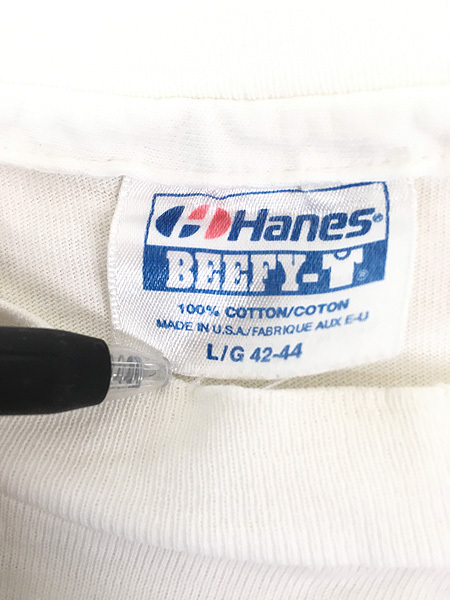 Hanes®
BEEFY-T®
100% COTTON/COTON
MADE IN U.S.A./FABRIQUE AUX E-U
L/G 42-44